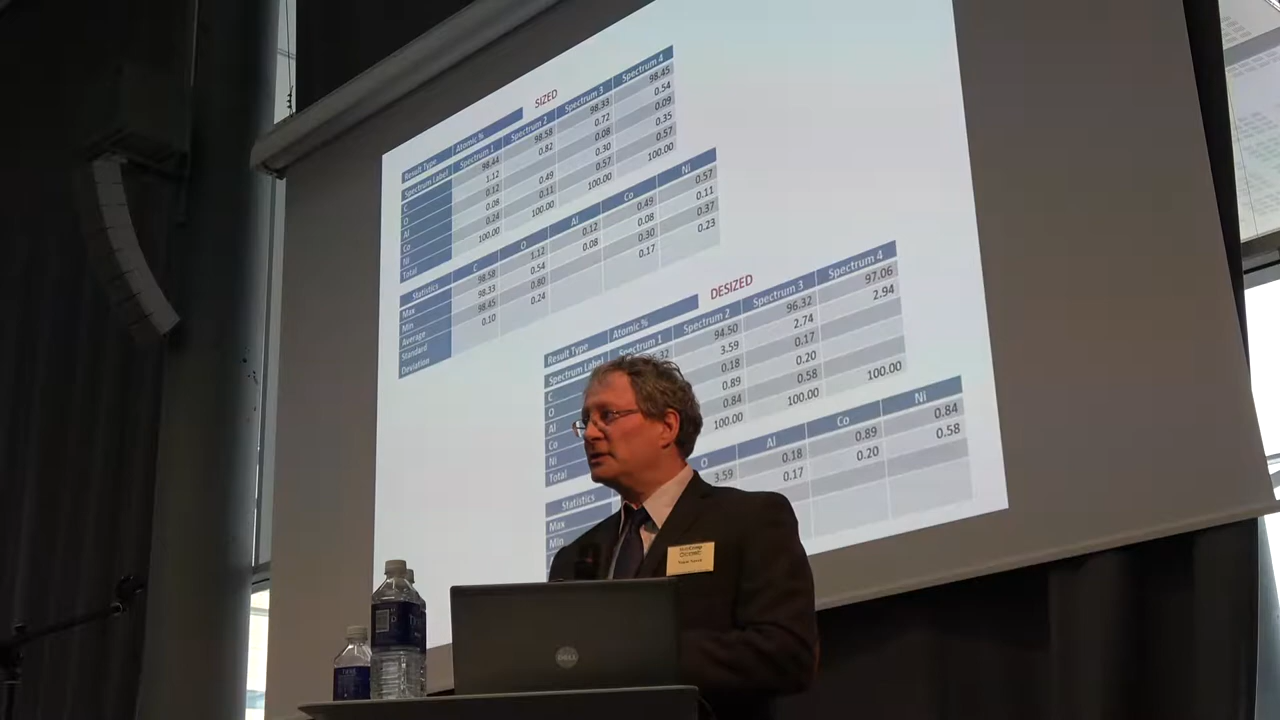 SIZED
Result Type Atomic %
Spectrum Label Spectrum 1 Spectrum 2 Spectrum 3 Spectrum 4
C 98.44 98.58 98.33 98.45
O 1.12 0.82 0.72 0.54
Al 0.12 0.08 0.09
Co 0.08 0.49 0.30 0.35
Ni 0.24 0.11 0.57 0.57
Total 100.00 100.00 100.00 100.00
Statistics C O Al Co Ni
Max 98.58 1.12 0.12 0.49 0.57
Min 98.33 0.54 0.08 0.08 0.11
Average 98.45 0.80 0.30 0.37
Standard 0.10 0.24 0.17 0.23
Deviation
DESIZED
Result Type Atomic %
Spectrum Label Spectrum 1 Spectrum 2 Spectrum 3 Spectrum 4
C 94.50 96.32 97.06
O 3.59 2.74 2.94
Al 0.18 0.17
Co 0.89 0.20
Ni 0.84 0.58
Total 100.00 100.00 100.00
Statistics O Al Co Ni
Max 3.59 0.18 0.89 0.84
Min 0.17 0.20 0.58
DELL